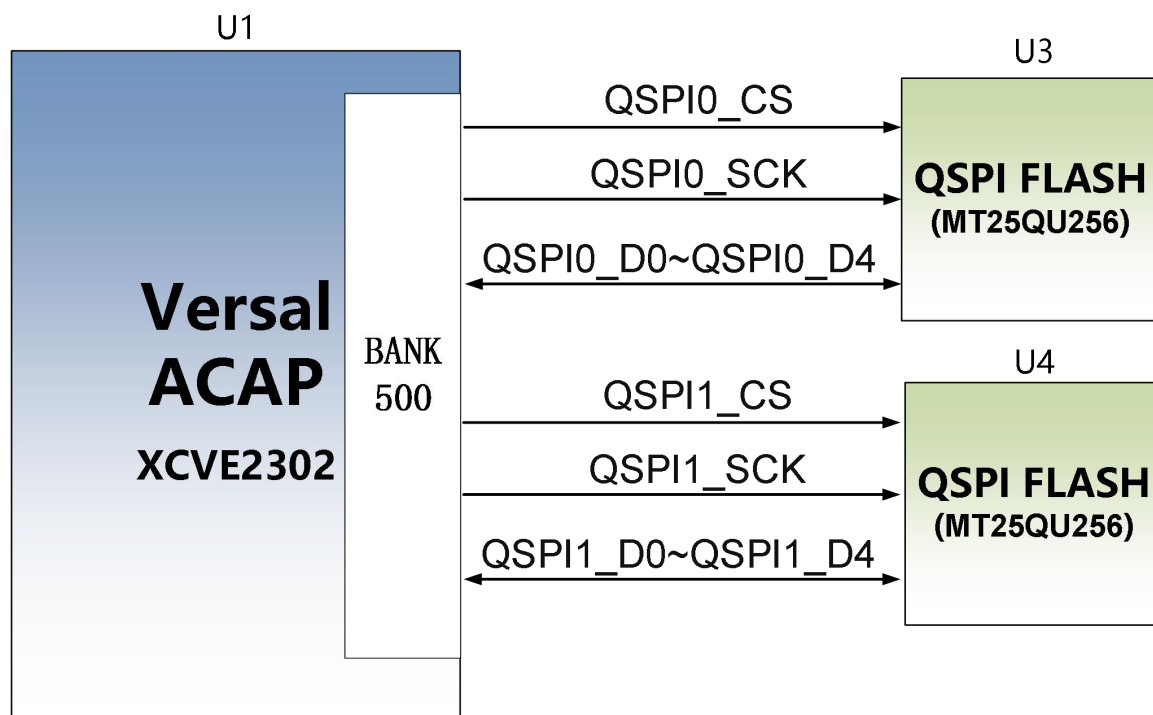 U1
Versal
ACAP
XCVE2302
BANK
500
QSPI0_CS
QSPI0_SCK
QSPI0_D0~QSPI0_D4
QSPI1_CS
QSPI1_SCK
QSPI1_D0~QSPI1_D4
U3
QSPI FLASH
(MT25QU256)
U4
QSPI FLASH
(MT25QU256)